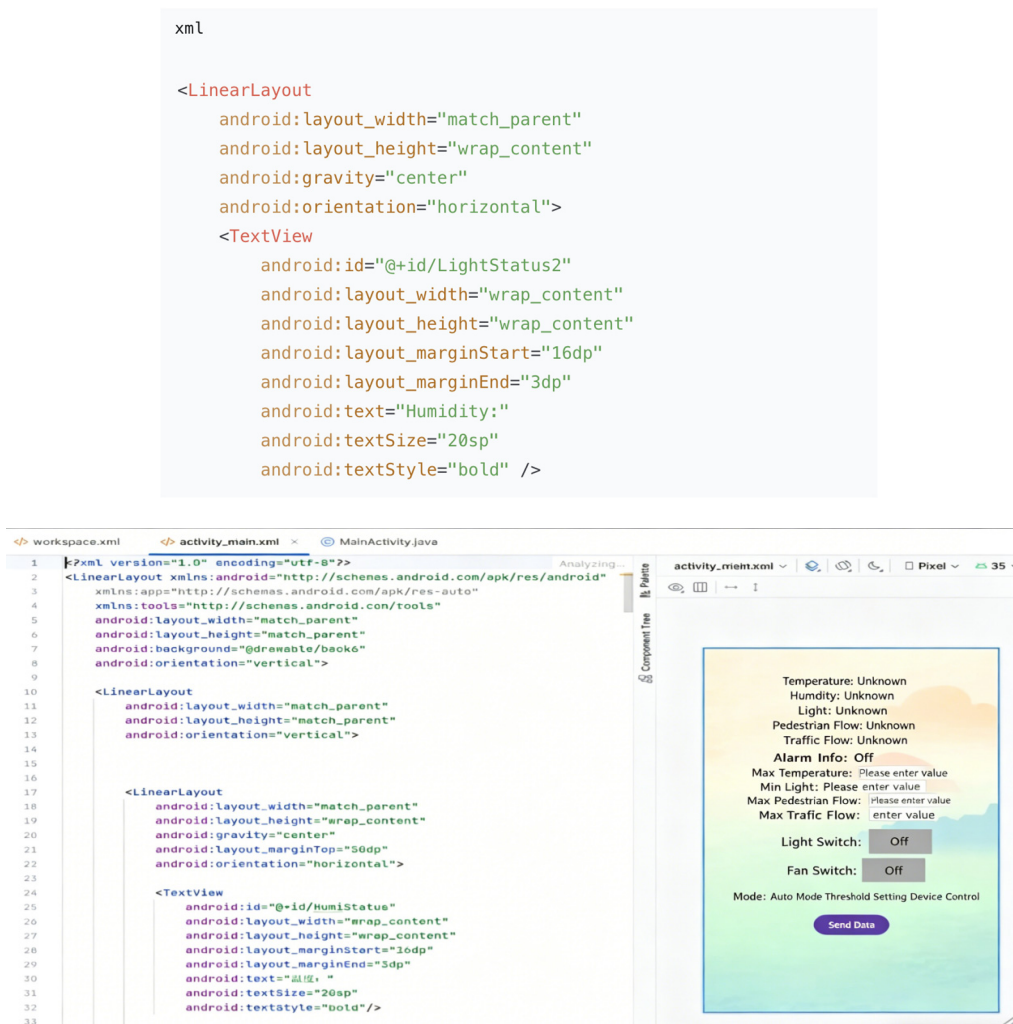 xml
<LinearLayout
android:layout_width="match_parent"
android:layout_height="wrap_content"
android:gravity="center"
android:orientation="horizontal">
<TextView
android:id="@+id/LightStatus2"
android:layout_width="wrap_content"
android:layout_height="wrap_content"
android:layout_marginStart="16dp"
android:layout_marginEnd="3dp"
android:text="Humidity:"
android:textSize="20sp"
android:textStyle="bold" />
workspace.xml activity_main.xml × MainActivity.java
1 <?xml version="1.0" encoding="utf-8"?> Analyzing...
2 <LinearLayout xmlns:android="http://schemas.android.com/apk/res/android"
3 xmlns:app="http://schemas.android.com/apk/res-auto"
4 xmlns:tools="http://schemas.android.com/tools"
5 android:layout_width="match_parent"
6 android:layout_height="match_parent"
7 android:background="@drawable/back6"
8 android:orientation="vertical">
9
10 <LinearLayout
11 android:layout_width="match_parent"
12 android:layout_height="match_parent"
13 android:orientation="vertical">
14
15
16
17 <LinearLayout
18 android:layout_width="match_parent"
19 android:layout_height="wrap_content"
20 android:gravity="center"
21 android:layout_marginTop="50dp"
22 android:orientation="horizontal">
23
24 <TextView
25 android:id="@+id/HumiStatus"
26 android:layout_width="wrap_content"
27 android:layout_height="wrap_content"
28 android:layout_marginStart="16dp"
29 android:layout_marginEnd="3dp"
30 android:text="温度："
31 android:textSize="20sp"
32 android:textStyle="bold"/>
33
Palette
Component Tree
Pixel 35
Temperature: Unknown
Humdity: Unknown
Light: Unknown
Pedestrian Flow: Unknown
Traffic Flow: Unknown
Alarm Info: Off
Max Temperature: Please enter value
Min Light: Please enter value
Max Pedestrian Flow: Please enter value
Max Trafic Flow: enter value
Light Switch: Off
Fan Switch: Off
Mode: Auto Mode Threshold Setting Device Control
Send Data